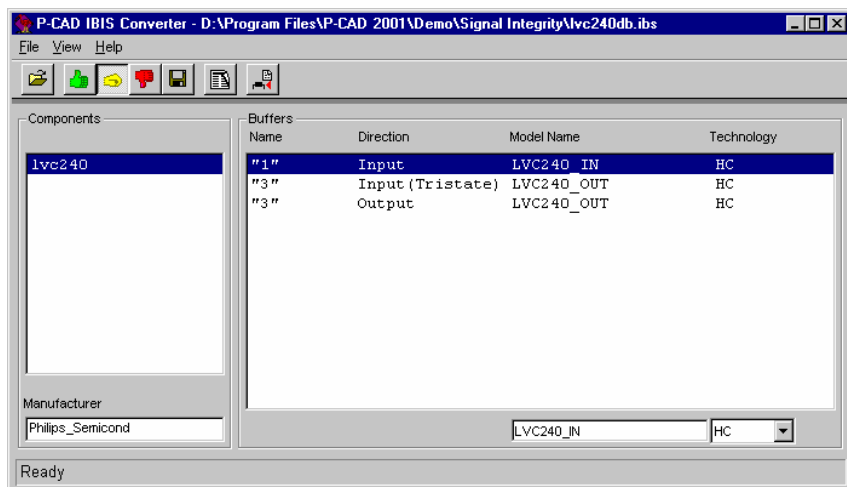 P-CAD IBIS Converter - D:\Program Files\P-CAD 2001\Demo\Signal Integrity\lvc240db.ibs
File View Help
Components
lvc240
Manufacturer
Philips_Semicond
Buffers
Name Direction Model Name Technology
"1" Input LVC240_IN HC
"3" Input(Tristate) LVC240_OUT HC
"3" Output LVC240_OUT HC
LVC240_IN HC
Ready